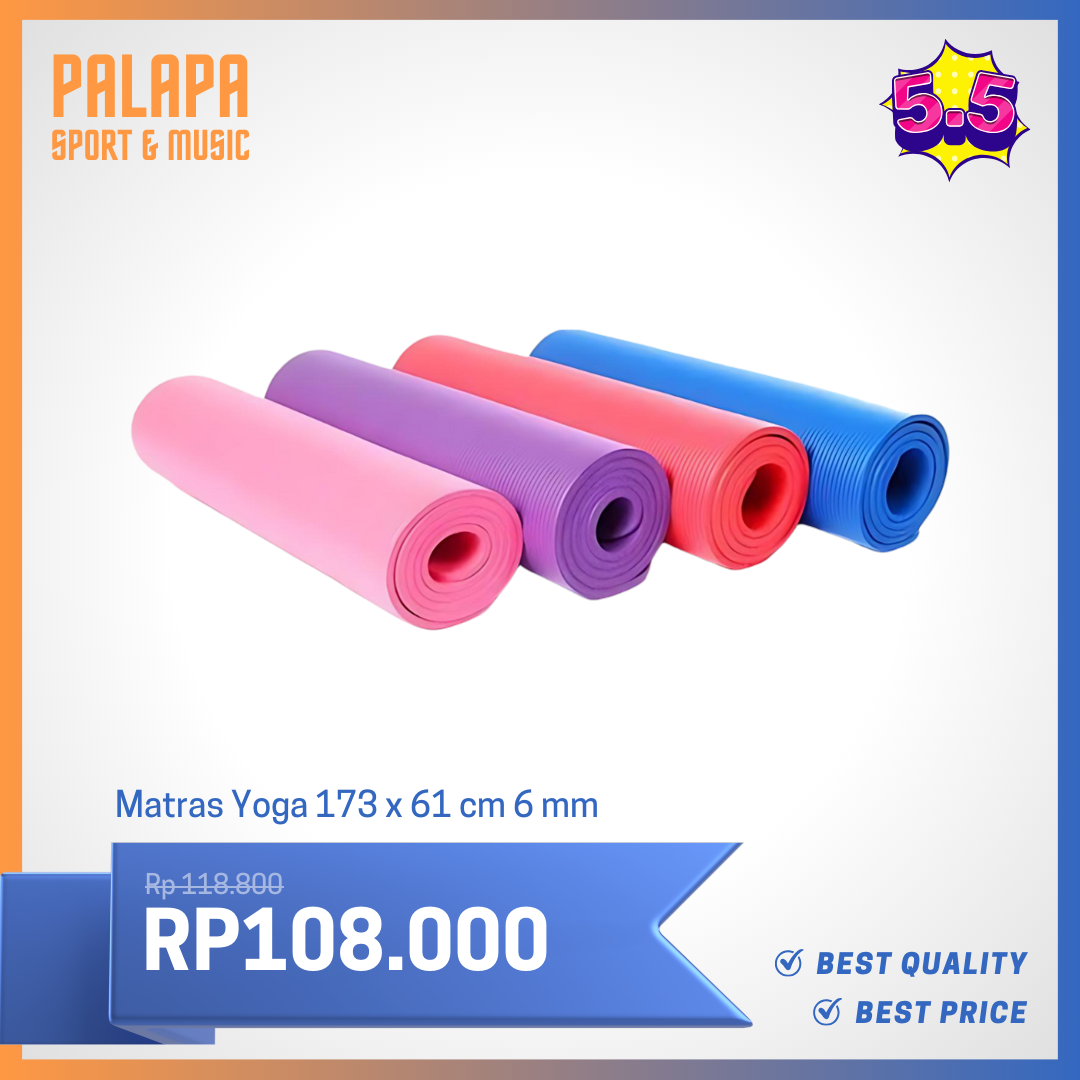 PALAPA
SPORT & MUSIC
5.5
Matras Yoga 173 x 61 cm 6 mm
Rp 118.800
RP108.000
BEST QUALITY
BEST PRICE